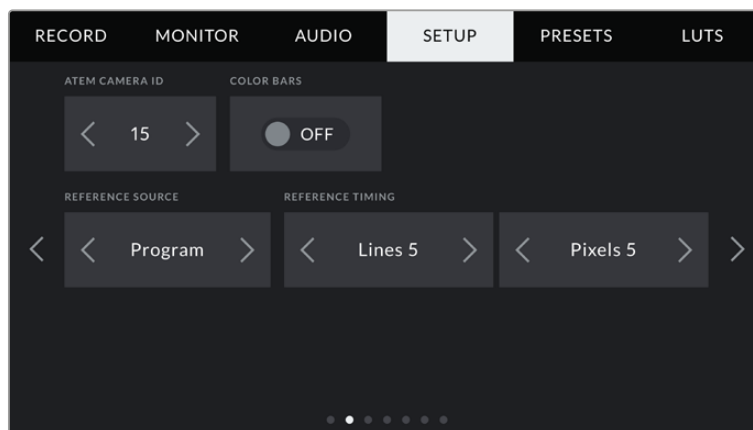 RECORD MONITOR AUDIO SETUP PRESETS LUTS
ATEM CAMERA ID COLOR BARS
15 OFF
REFERENCE SOURCE REFERENCE TIMING
Program Lines 5 Pixels 5